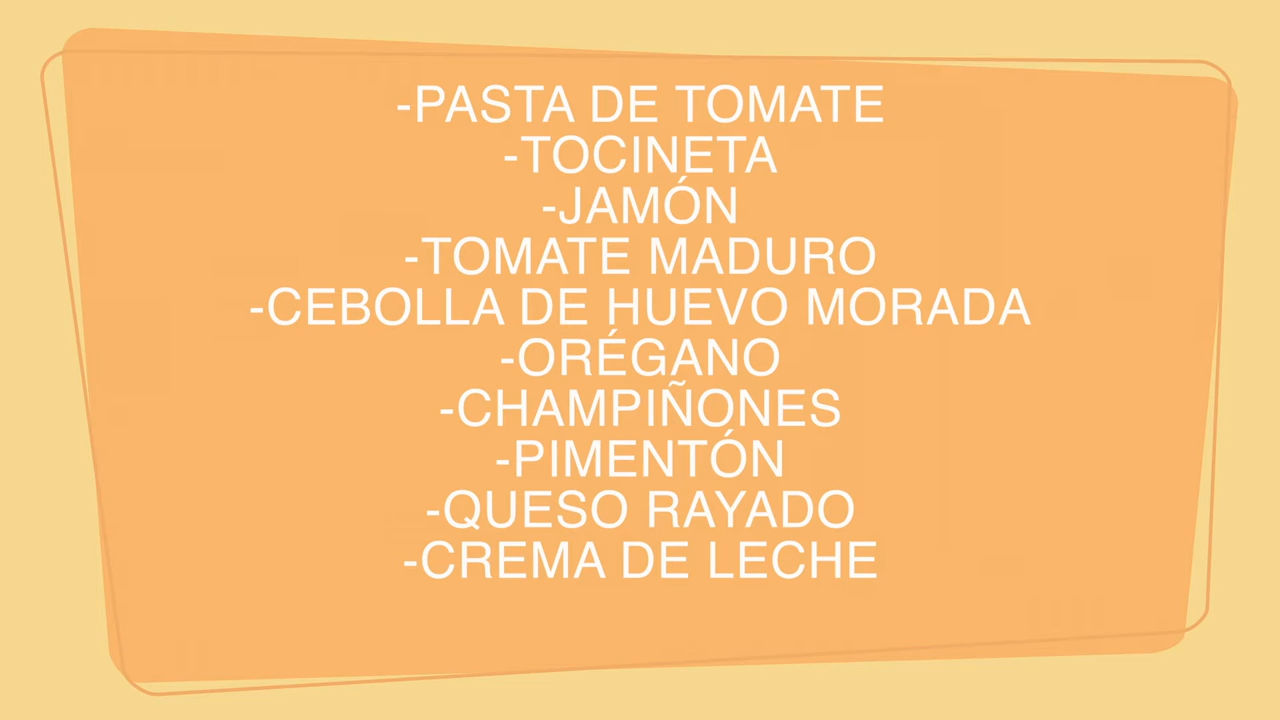 -PASTA DE TOMATE
-TOCINETA
-JAMÓN
-TOMATE MADURO
-CEBOLLA DE HUEVO MORADA
-ORÉGANO
-CHAMPIÑONES
-PIMENTÓN
-QUESO RAYADO
-CREMA DE LECHE